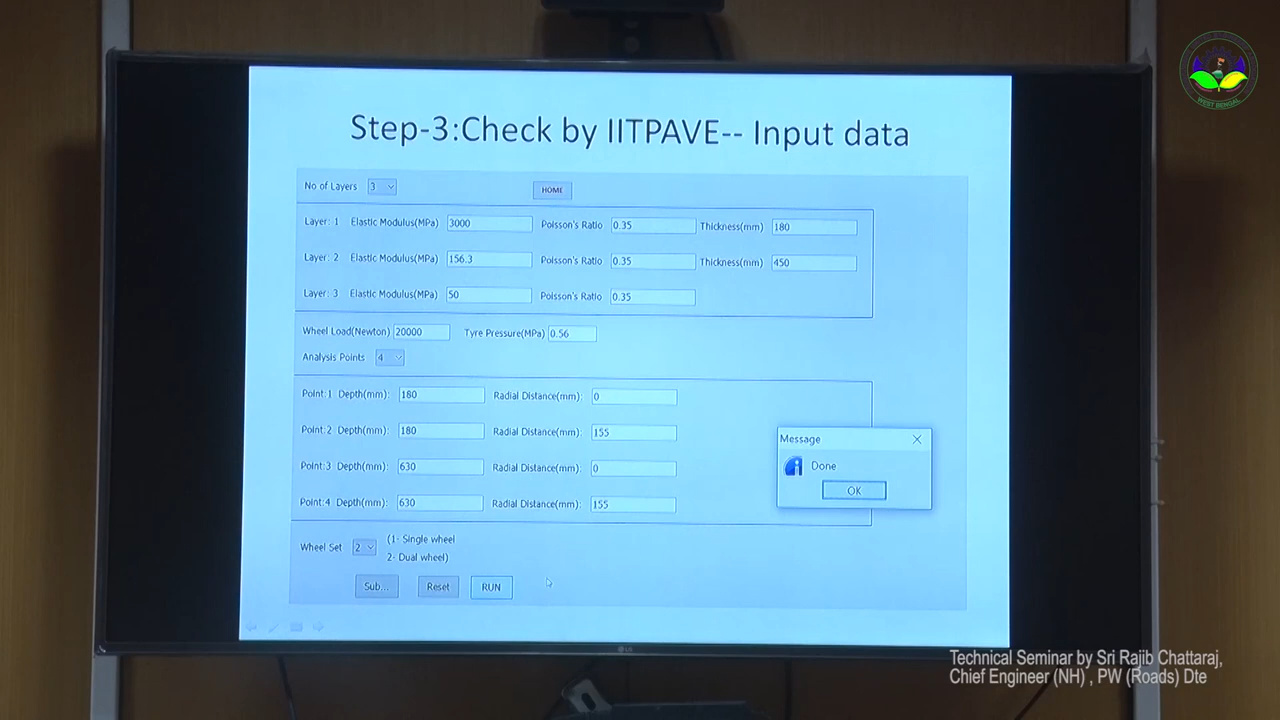 Step-3:Check by IITPAVE-- Input data
No of Layers 3 HOME
Layer: 1 Elastic Modulus(MPa) 3000 Poisson's Ratio 0.35 Thickness(mm) 180
Layer: 2 Elastic Modulus(MPa) 156.3 Poisson's Ratio 0.35 Thickness(mm) 450
Layer: 3 Elastic Modulus(MPa) 50 Poisson's Ratio 0.35
Wheel Load(Newton) 20000 Tyre Pressure(MPa) 0.56
Analysis Points 4
Point:1 Depth(mm): 180 Radial Distance(mm): 0
Point:2 Depth(mm): 180 Radial Distance(mm): 155
Point:3 Depth(mm): 630 Radial Distance(mm): 0
Point:4 Depth(mm): 630 Radial Distance(mm): 155
Message
Done
OK
Wheel Set 2 (1- Single wheel
2- Dual wheel)
Sub... Reset RUN
LG
WEST BENGAL
Technical Seminar by Sri Rajib Chattaraj,
Chief Engineer (NH) , PW (Roads) Dte